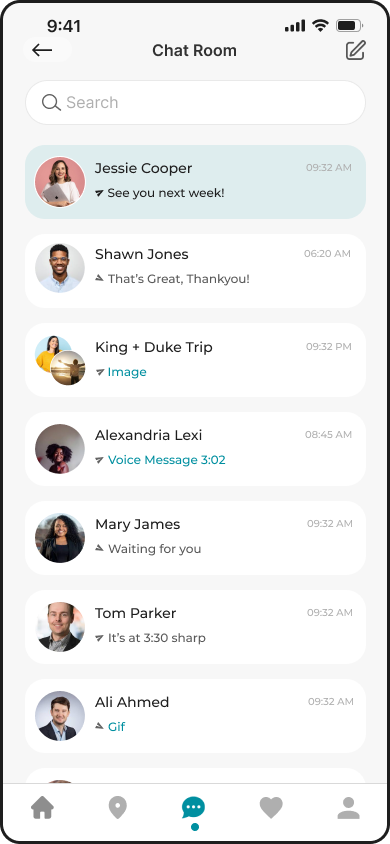 9:41
Chat Room
Search
Jessie Cooper
09:32 AM
See you next week!
Shawn Jones
06:20 AM
That's Great, Thankyou!
King + Duke Trip
09:32 PM
Image
Alexandria Lexi
08:45 AM
Voice Message 3:02
Mary James
09:32 AM
Waiting for you
Tom Parker
09:32 AM
It's at 3:30 sharp
Ali Ahmed
09:32 AM
Gif